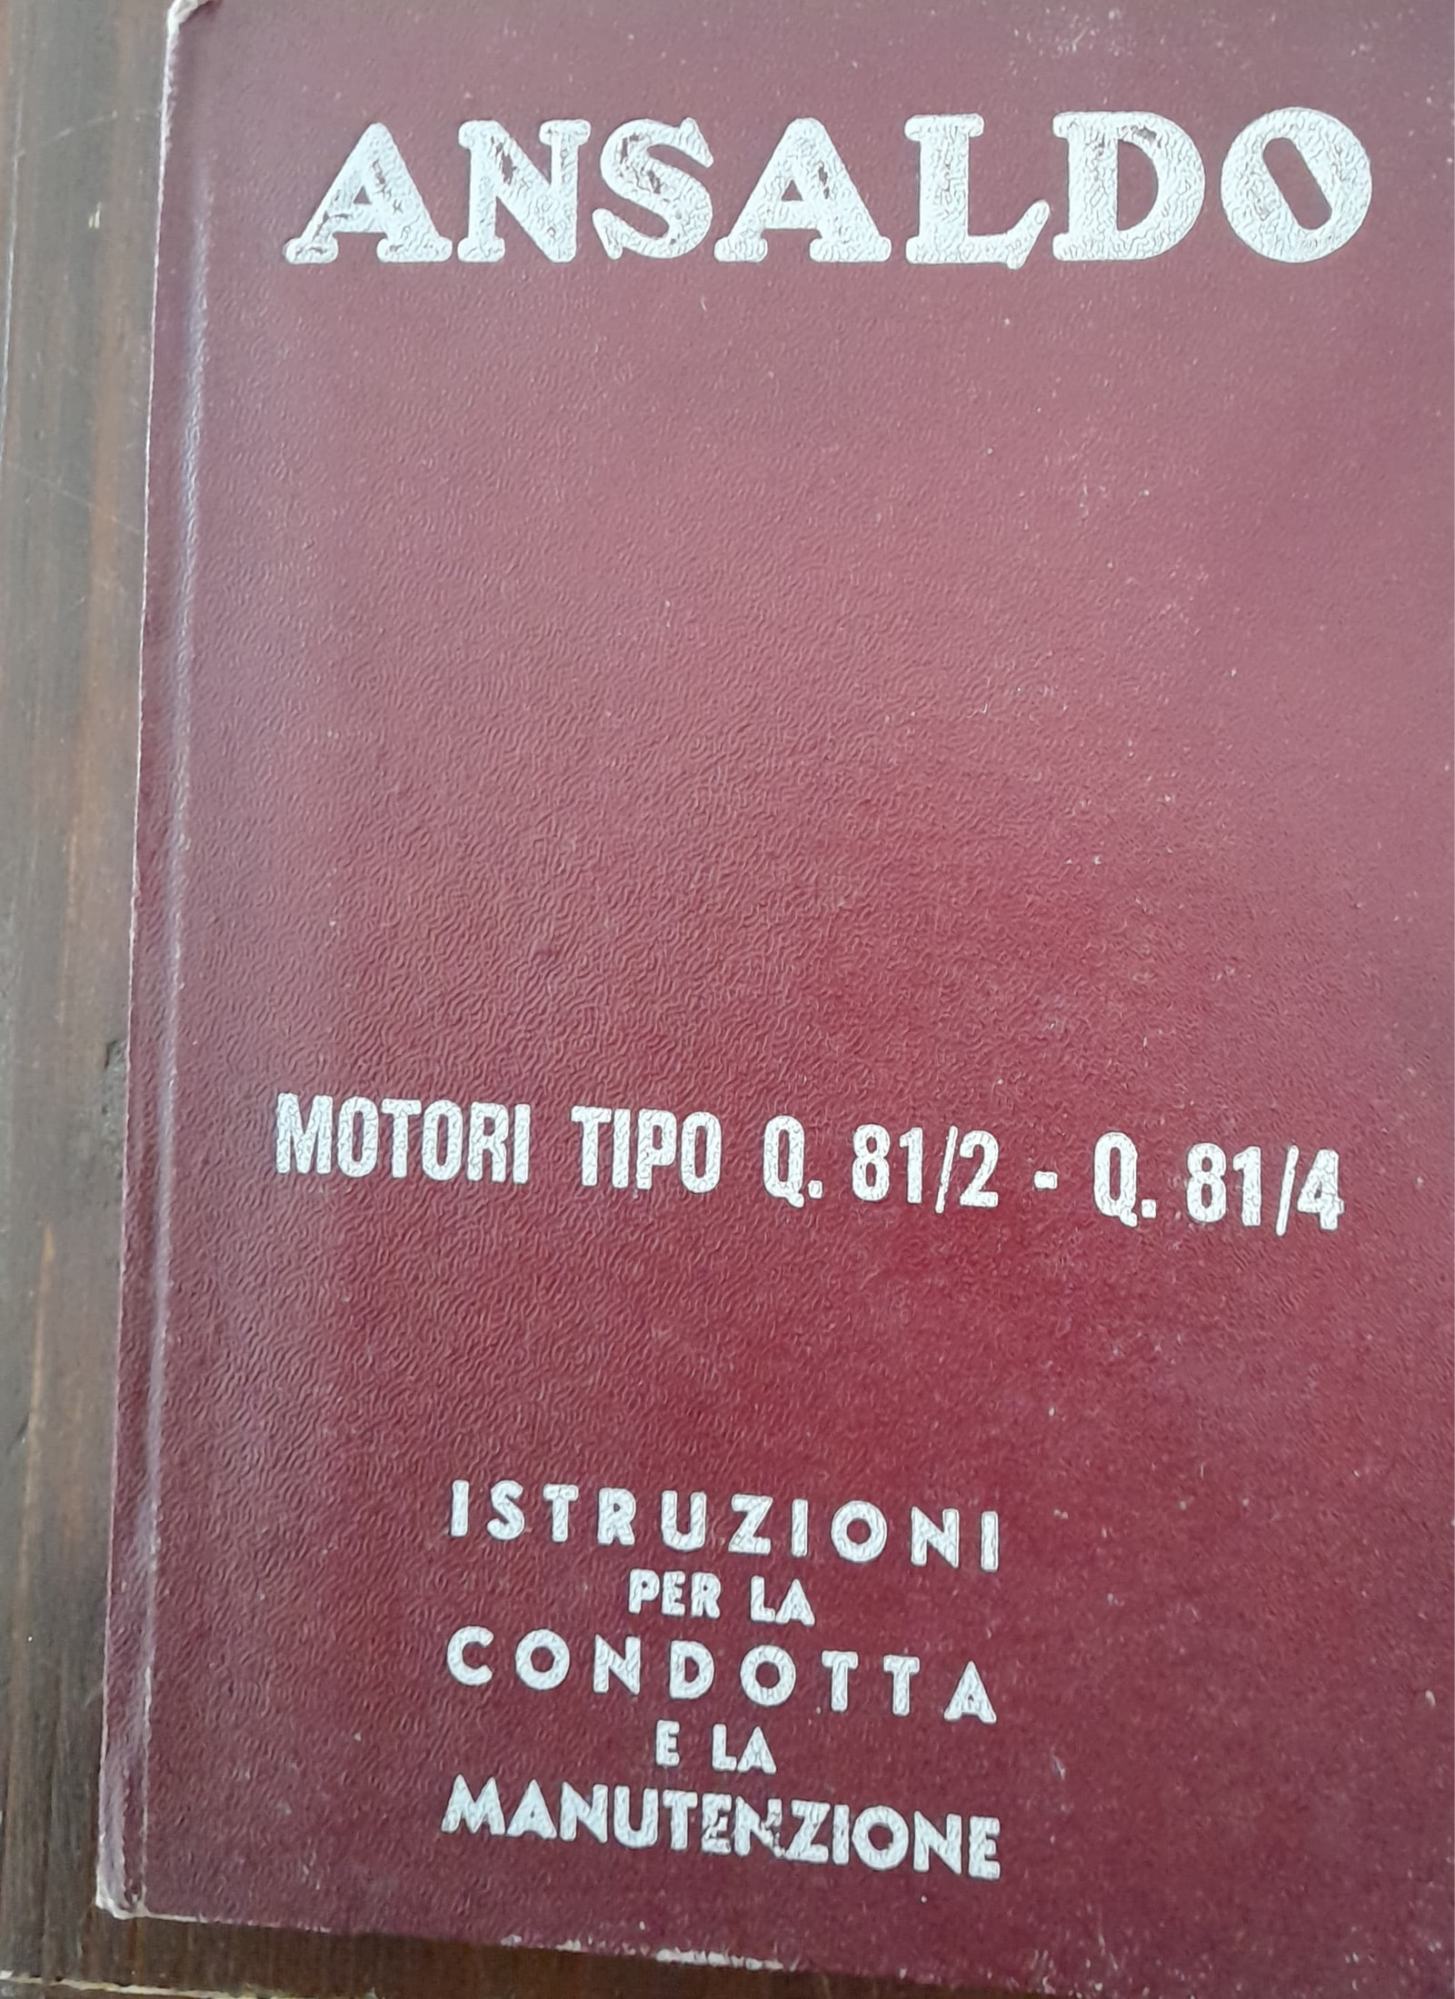 ANSALDO
MOTORI TIPO Q. 81/2 - Q. 81/4
ISTRUZIONI
PER LA
CONDOTTA
E LA
MANUTENZIONE